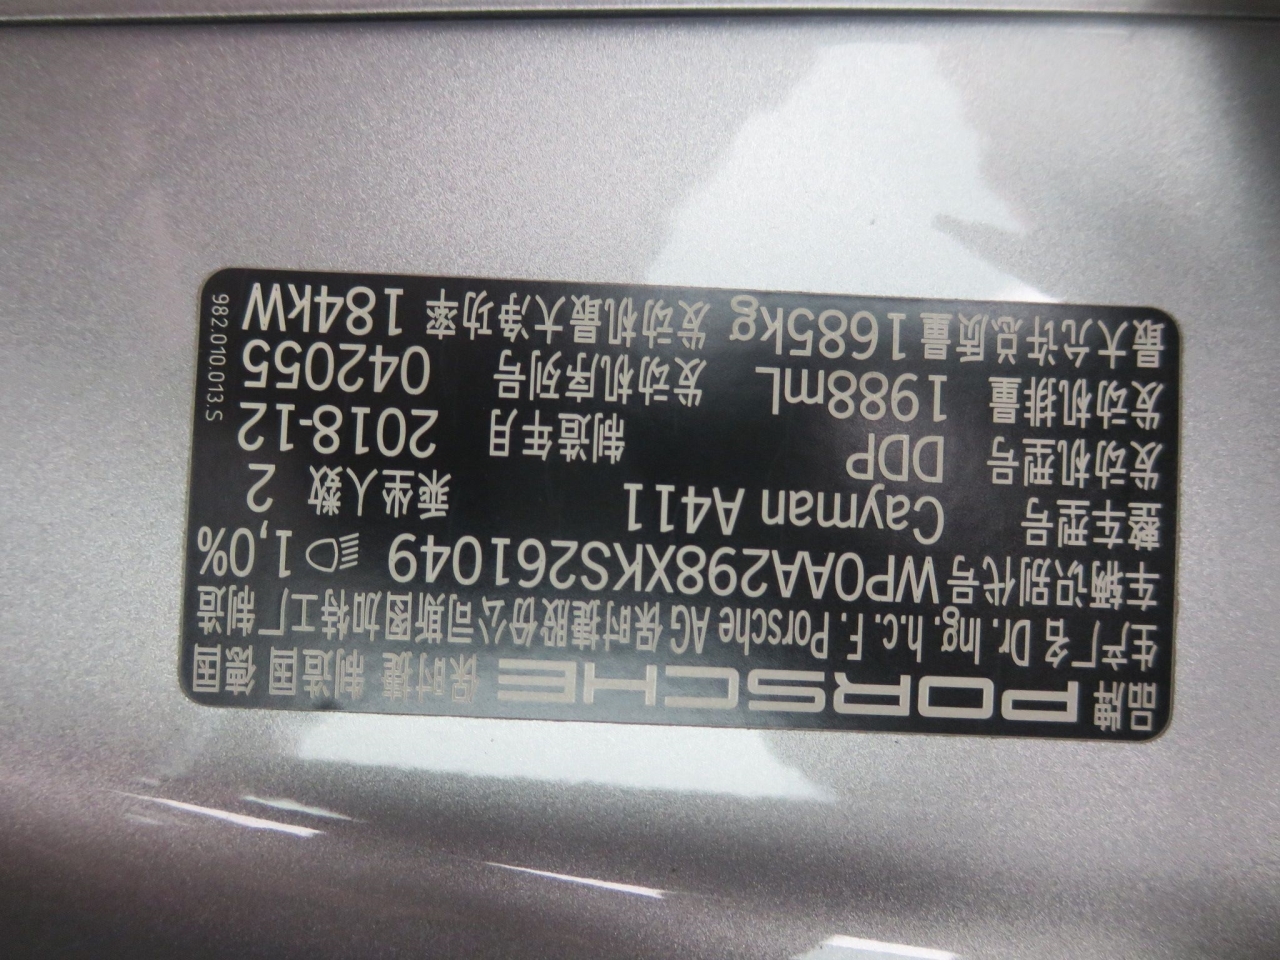 品牌 PORSCHE 保时捷 制造国 德国
生产厂名 Dr. Ing. h.c. F. Porsche AG 保时捷股份公司斯图加特工厂 制造
车辆识别代号 WP0AA298XKS261049 1,0%
整车型号 Cayman A411 乘坐人数 2
发动机型号 DDP 制造年月 2018-12
发动机排量 1988mL 发动机序列号 042055
最大允许总质量 1685kg 发动机最大净功率 184kW
982.010.013.S